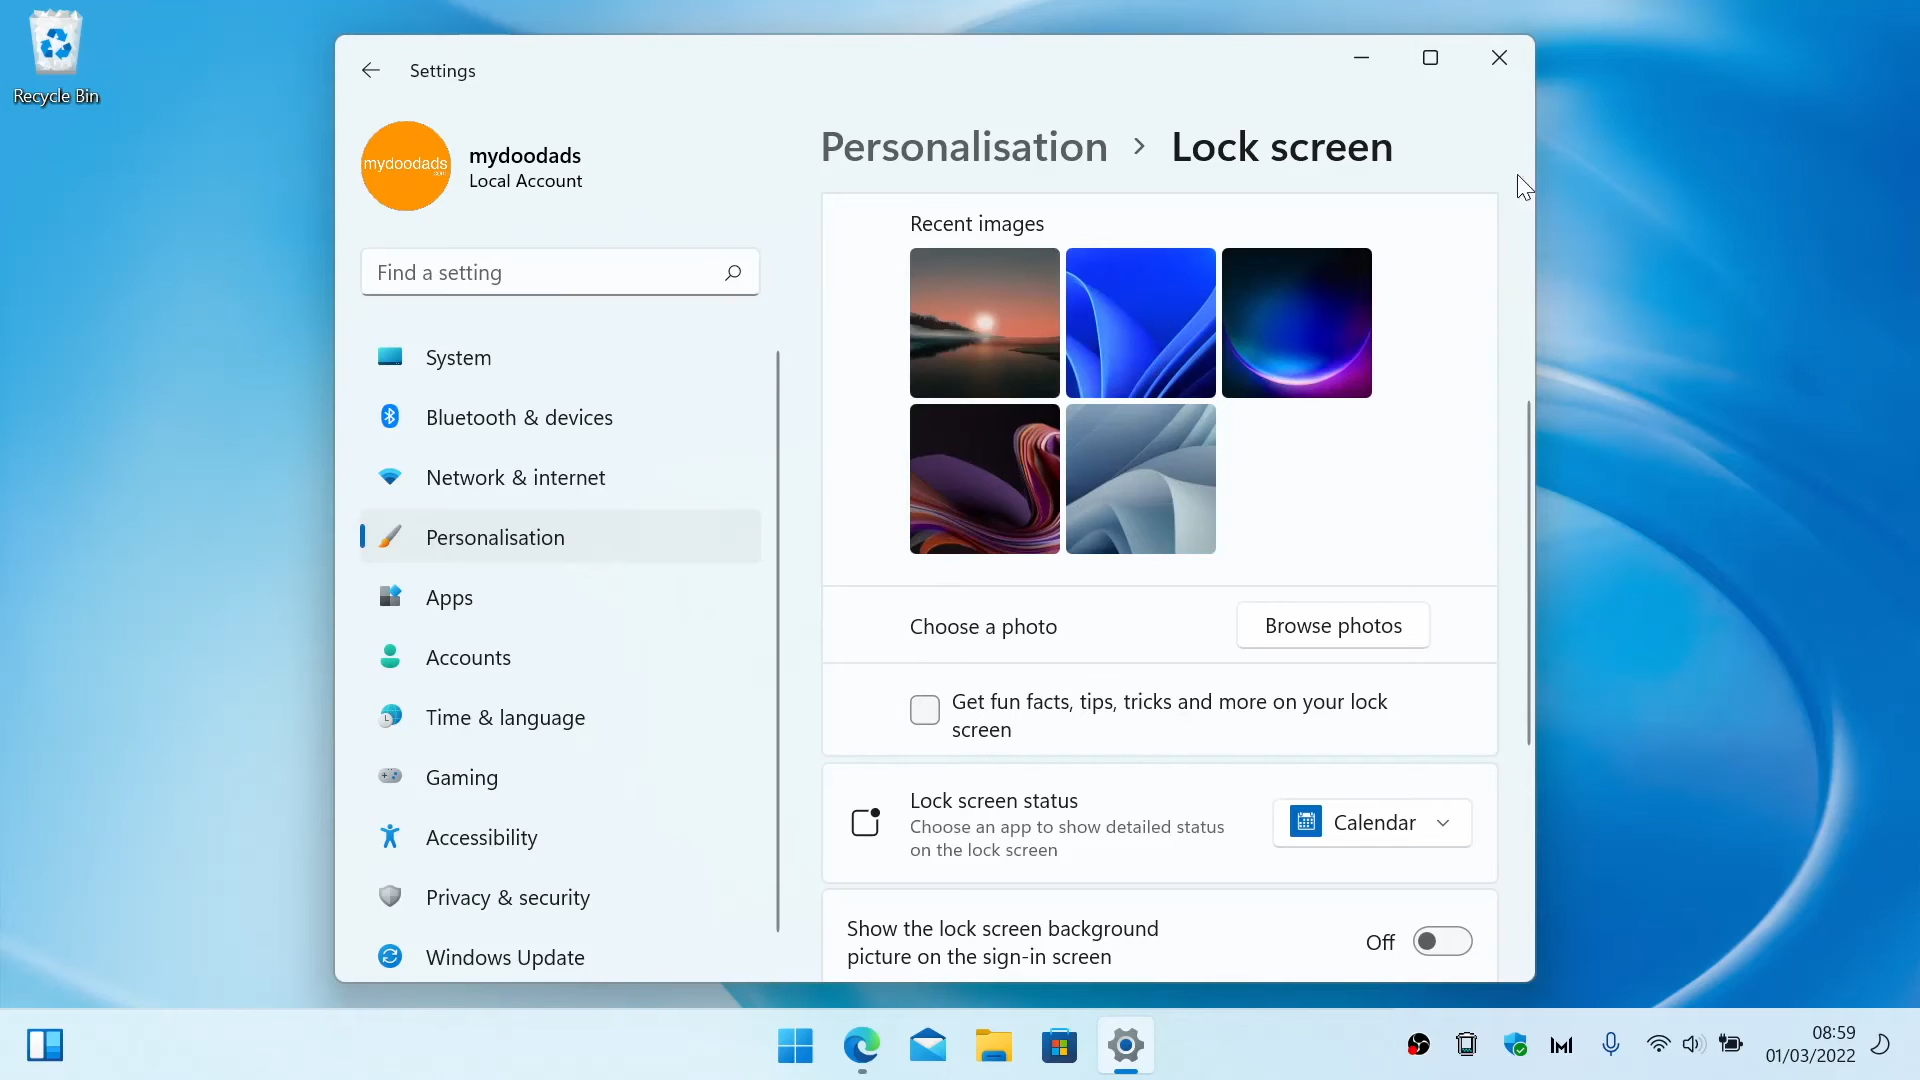 Recycle Bin
Settings
mydoodads
mydoodads
Local Account
Find a setting
System
Bluetooth & devices
Network & internet
Personalisation
Apps
Accounts
Time & language
Gaming
Accessibility
Privacy & security
Windows Update
Personalisation > Lock screen
Recent images
Choose a photo
Browse photos
Get fun facts, tips, tricks and more on your lock
screen
Lock screen status
Choose an app to show detailed status
on the lock screen
Calendar
Show the lock screen background
picture on the sign-in screen
Off
08:59
01/03/2022